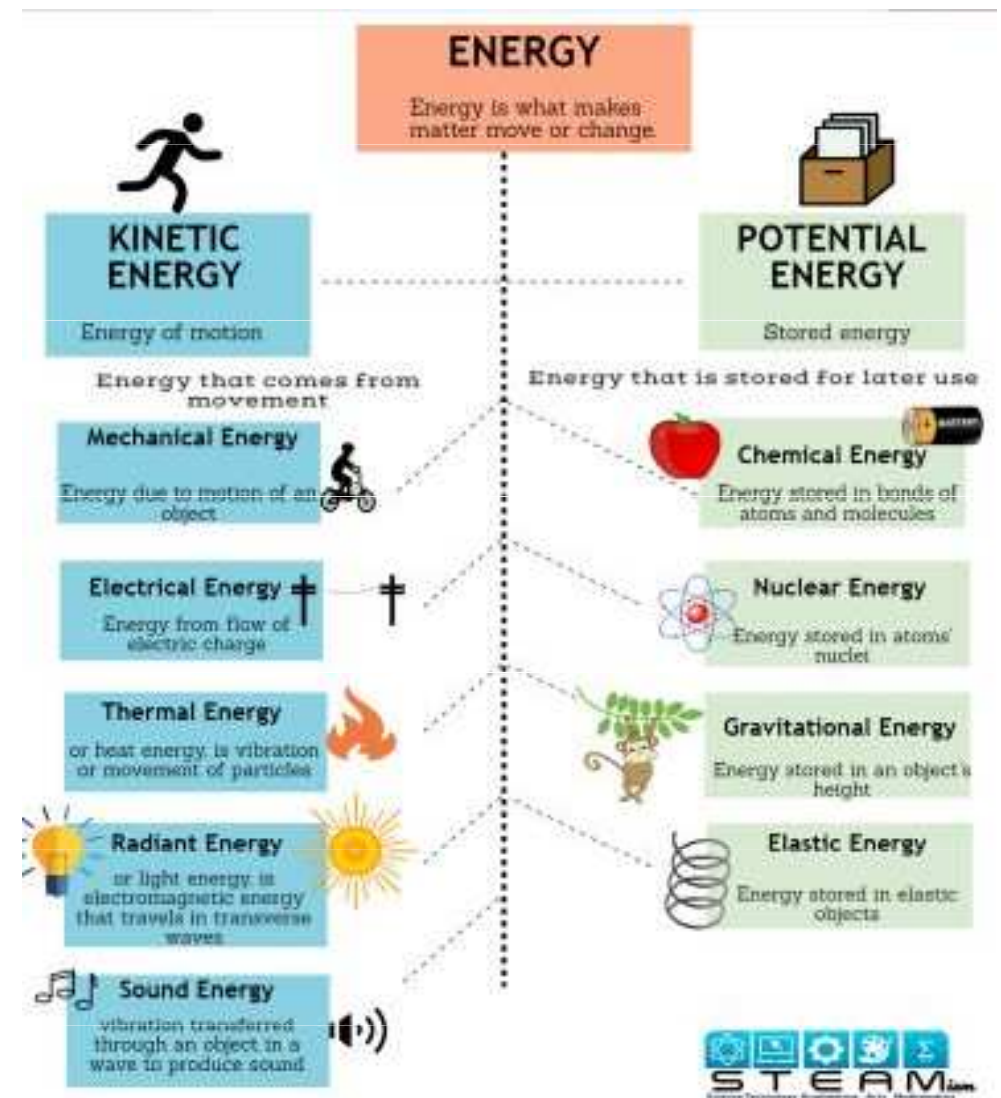 ENERGY
Energy is what makes
matter move or change
KINETIC
ENERGY
Energy of motion
Energy that comes from
movement
Mechanical Energy
Energy due to motion of an
object
Electrical Energy
Energy from flow of
electric charge
Thermal Energy
or heat energy, is vibration
or movement of particles
Radiant Energy
or light energy, is
electromagnetic energy
that travels in transverse
waves
Sound Energy
vibration transferred
through an object in a
wave to produce sound
POTENTIAL
ENERGY
Stored energy
Energy that is stored for later use
BATTERY
Chemical Energy
Energy stored in bonds of
atoms and molecules
Nuclear Energy
Energy stored in atoms'
nuclei
Gravitational Energy
Energy stored in an object's
height
Elastic Energy
Energy stored in elastic
objects
STEAMism